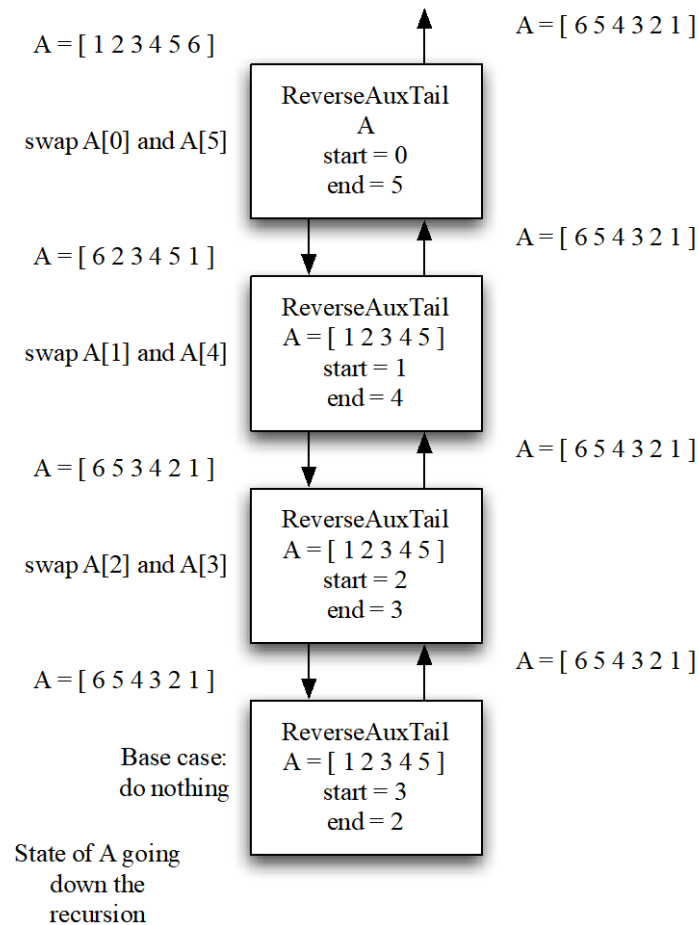 A = [ 1 2 3 4 5 6 ]
A = [ 6 5 4 3 2 1 ]
ReverseAuxTail
A
start = 0
end = 5
swap A[0] and A[5]
A = [ 6 2 3 4 5 1 ]
A = [ 6 5 4 3 2 1 ]
ReverseAuxTail
A = [ 1 2 3 4 5 ]
start = 1
end = 4
swap A[1] and A[4]
A = [ 6 5 3 4 2 1 ]
A = [ 6 5 4 3 2 1 ]
ReverseAuxTail
A = [ 1 2 3 4 5 ]
start = 2
end = 3
swap A[2] and A[3]
A = [ 6 5 4 3 2 1 ]
A = [ 6 5 4 3 2 1 ]
ReverseAuxTail
A = [ 1 2 3 4 5 ]
start = 3
end = 2
Base case:
do nothing
State of A going
down the
recursion